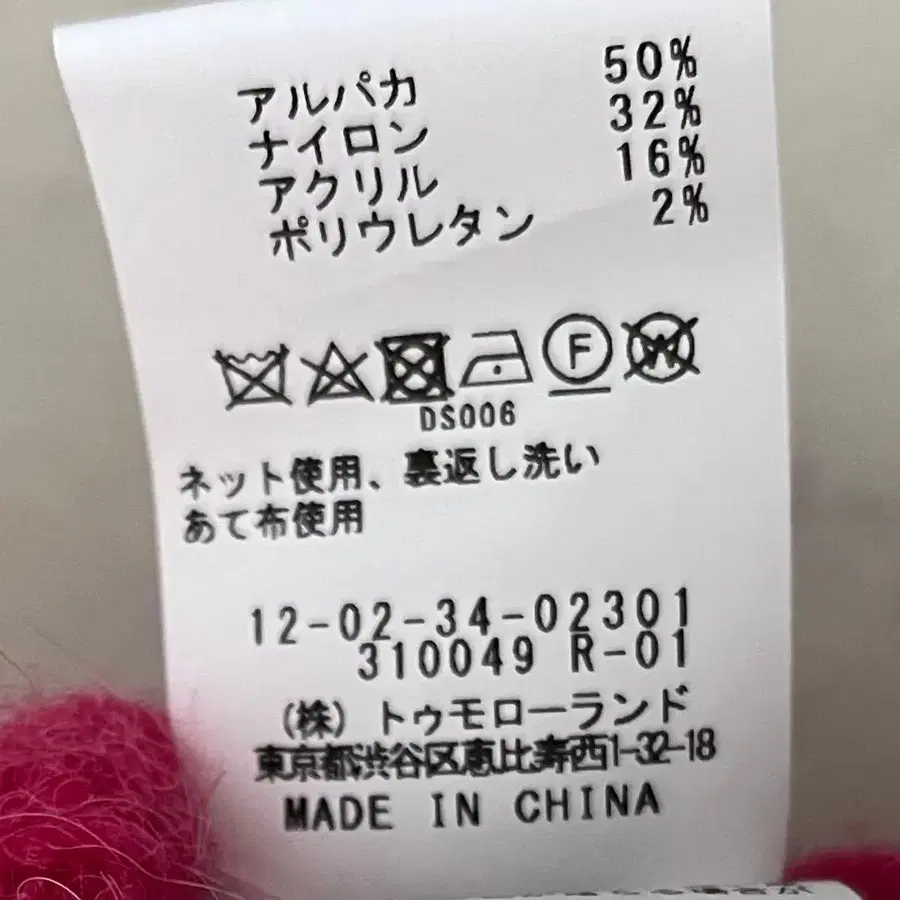 アルパカ 50%
ナイロン 32%
アクリル 16%
ポリウレタン 2%
F W
DS006
ネット使用、裏返し洗い
あて布使用
12-02-34-02301
310049 R-01
(株)トゥモローランド
東京都渋谷区恵比寿西1-32-18
MADE IN CHINA